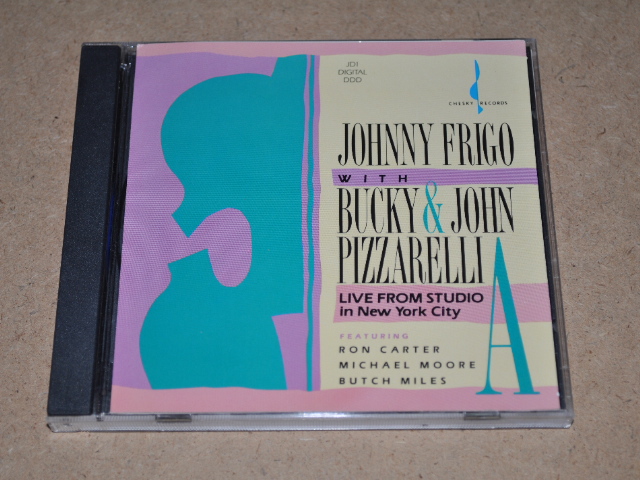 JDI
DIGITAL
DDD
CHESKY RECORDS
JOHNNY FRIGO
WITH
BUCKY & JOHN
PIZZARELLI
LIVE FROM STUDIO A
in New York City
FEATURING
RON CARTER
MICHAEL MOORE
BUTCH MILES